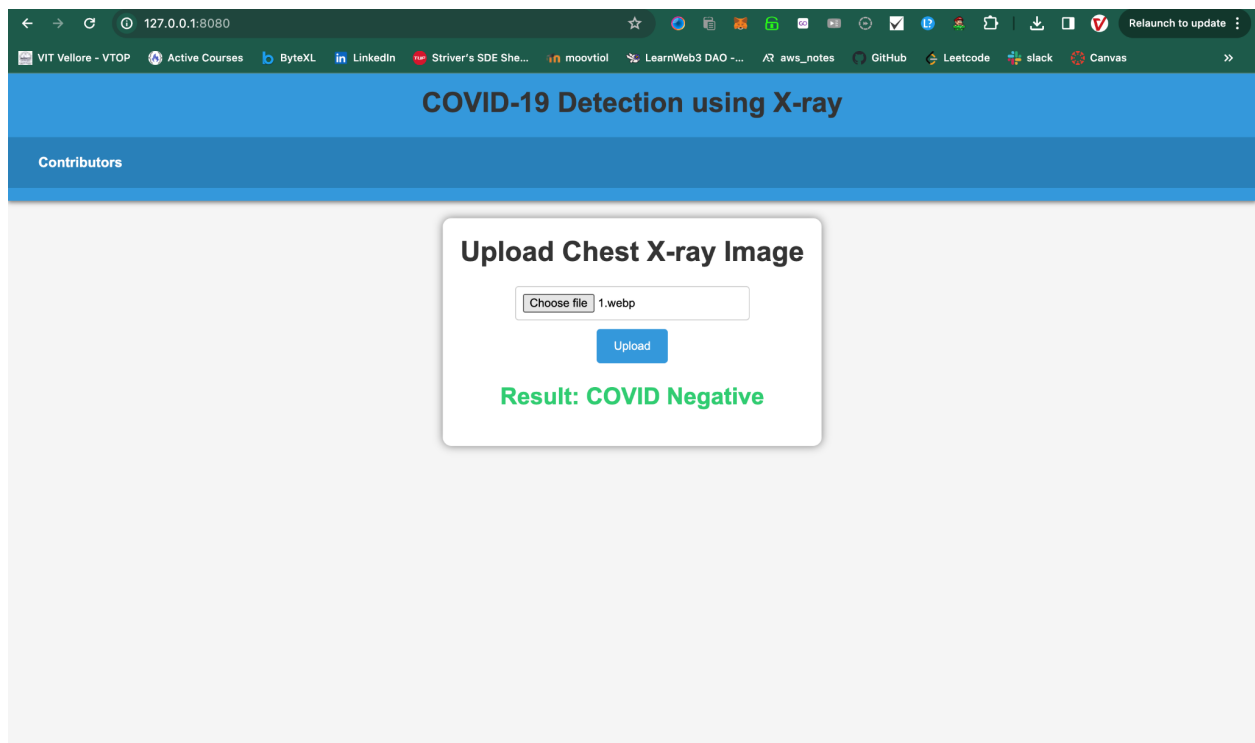 127.0.0.1:8080
Relaunch to update
VIT Vellore - VTOP Active Courses ByteXL LinkedIn Striver's SDE She... moovtiol LearnWeb3 DAO -... aws_notes GitHub Leetcode slack Canvas
COVID-19 Detection using X-ray
Contributors
Upload Chest X-ray Image
Choose file 1.webp
Upload
Result: COVID Negative